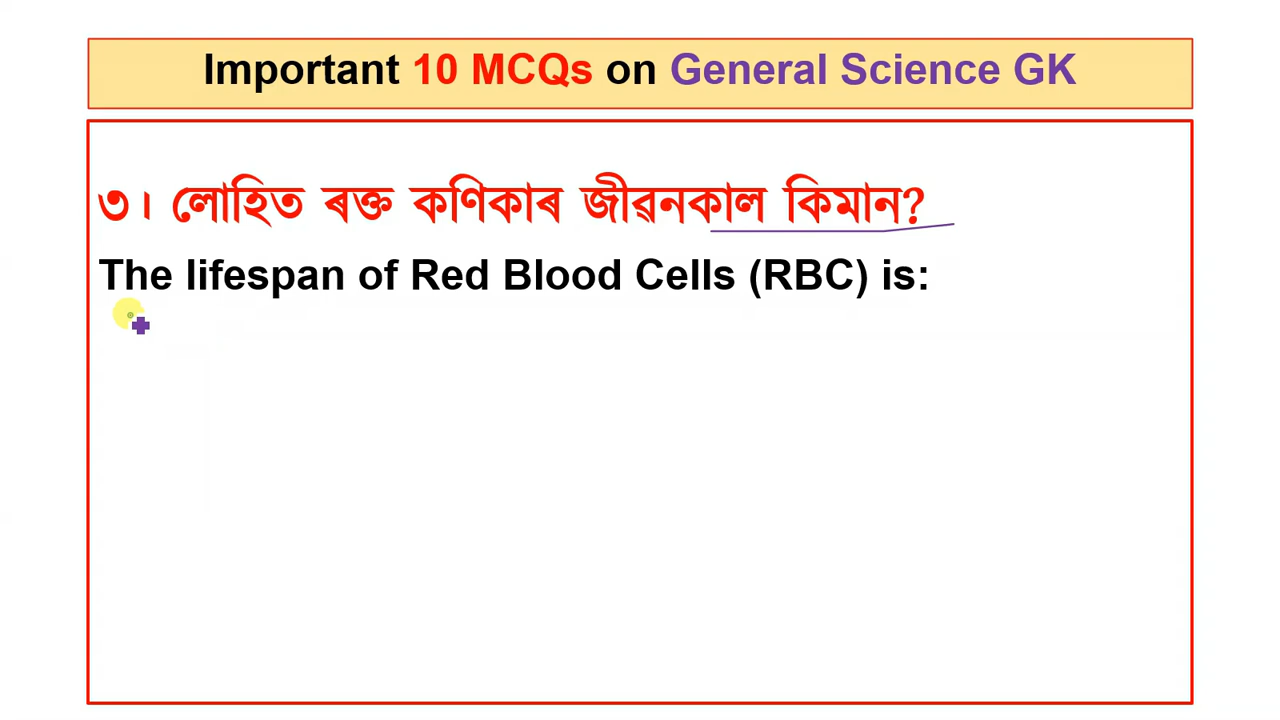 Important 10 MCQs on General Science GK
৩। লোহিত ৰক্ত কণিকাৰ জীৱনকাল কিমান?
The lifespan of Red Blood Cells (RBC) is: